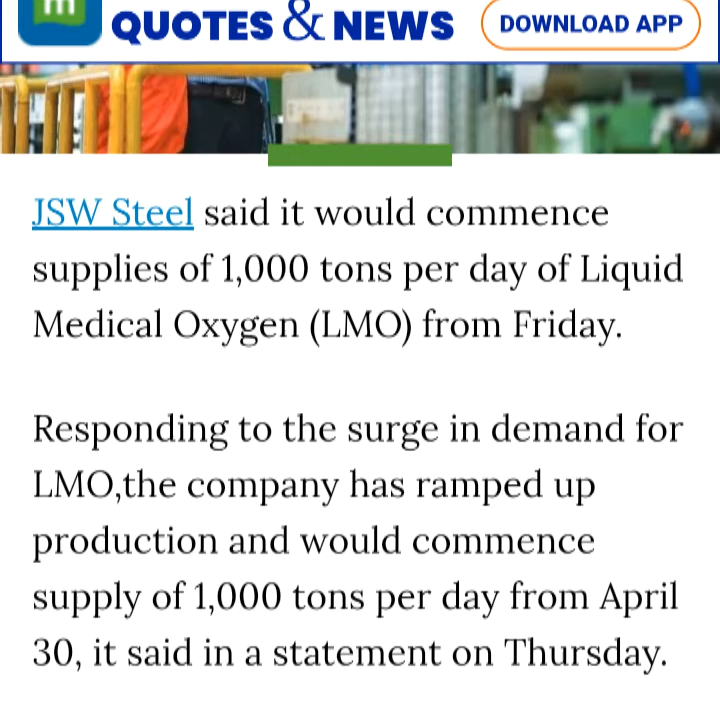 m
QUOTES & NEWS
DOWNLOAD APP
JSW Steel said it would commence
supplies of 1,000 tons per day of Liquid
Medical Oxygen (LMO) from Friday.
Responding to the surge in demand for
LMO,the company has ramped up
production and would commence
supply of 1,000 tons per day from April
30, it said in a statement on Thursday.